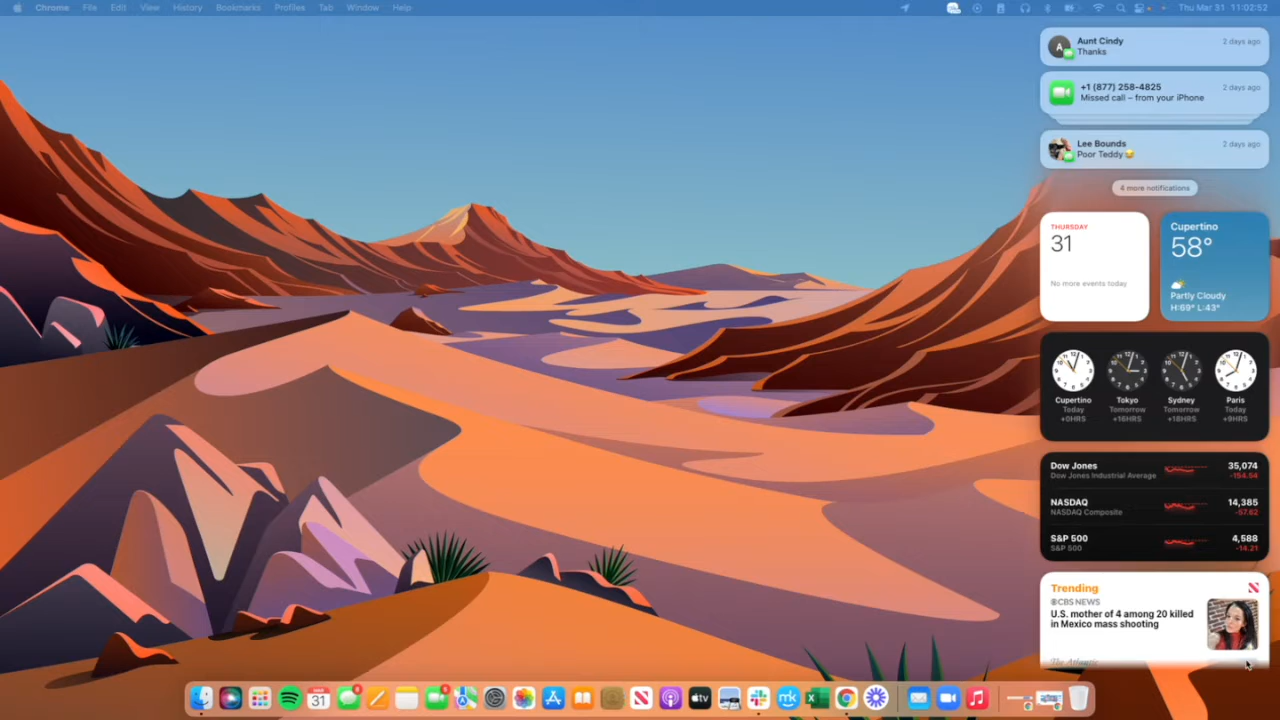 Chrome File Edit View History Bookmarks Profiles Tab Window Help
Thu Mar 31 11:02:52
Aunt Cindy 2 days ago
Thanks
+1 (877) 258-4825 2 days ago
Missed call – from your iPhone
Lee Bounds 2 days ago
Poor Teddy 😂
4 more notifications
THURSDAY
31
No more events today
Cupertino
58°
Partly Cloudy
H:69° L:43°
Cupertino Tokyo Sydney Paris
Today Tomorrow Tomorrow Today
+0HRS +16HRS +18HRS +9HRS
Dow Jones 35,074
Dow Jones Industrial Average -154.54
NASDAQ 14,385
NASDAQ Composite -57.62
S&P 500 4,588
S&P 500 -14.21
Trending
CBS NEWS
U.S. mother of 4 among 20 killed
in Mexico mass shooting
The Atlantic
31
tv